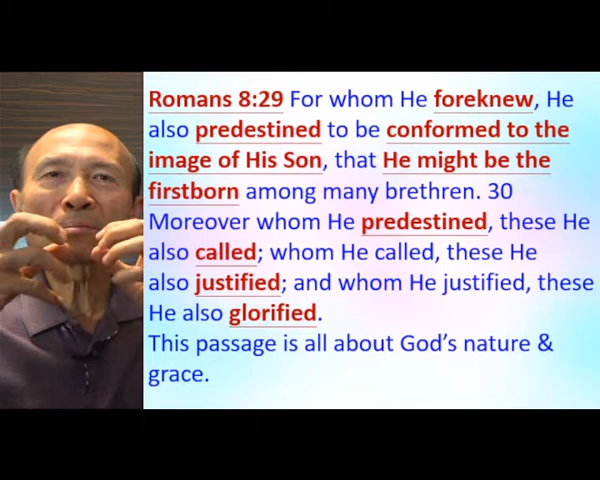 Romans 8:29 For whom He foreknew, He
also predestined to be conformed to the
image of His Son, that He might be the
firstborn among many brethren. 30
Moreover whom He predestined, these He
also called; whom He called, these He
also justified; and whom He justified, these
He also glorified.
This passage is all about God's nature &
grace.